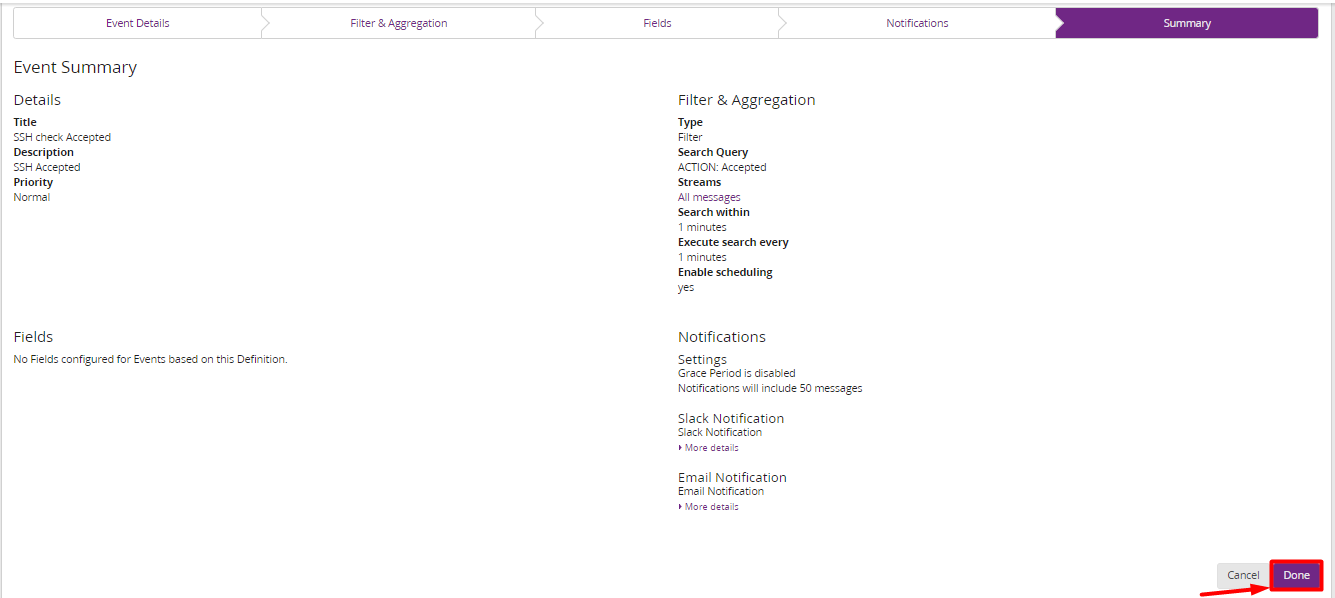 Event Details
Filter & Aggregation
Fields
Notifications
Summary
Event Summary
Details
Title
SSH check Accepted
Description
SSH Accepted
Priority
Normal
Filter & Aggregation
Type
Filter
Search Query
ACTION: Accepted
Streams
All messages
Search within
1 minutes
Execute search every
1 minutes
Enable scheduling
yes
Fields
No Fields configured for Events based on this Definition.
Notifications
Settings
Grace Period is disabled
Notifications will include 50 messages
Slack Notification
Slack Notification
More details
Email Notification
Email Notification
More details
Cancel
Done